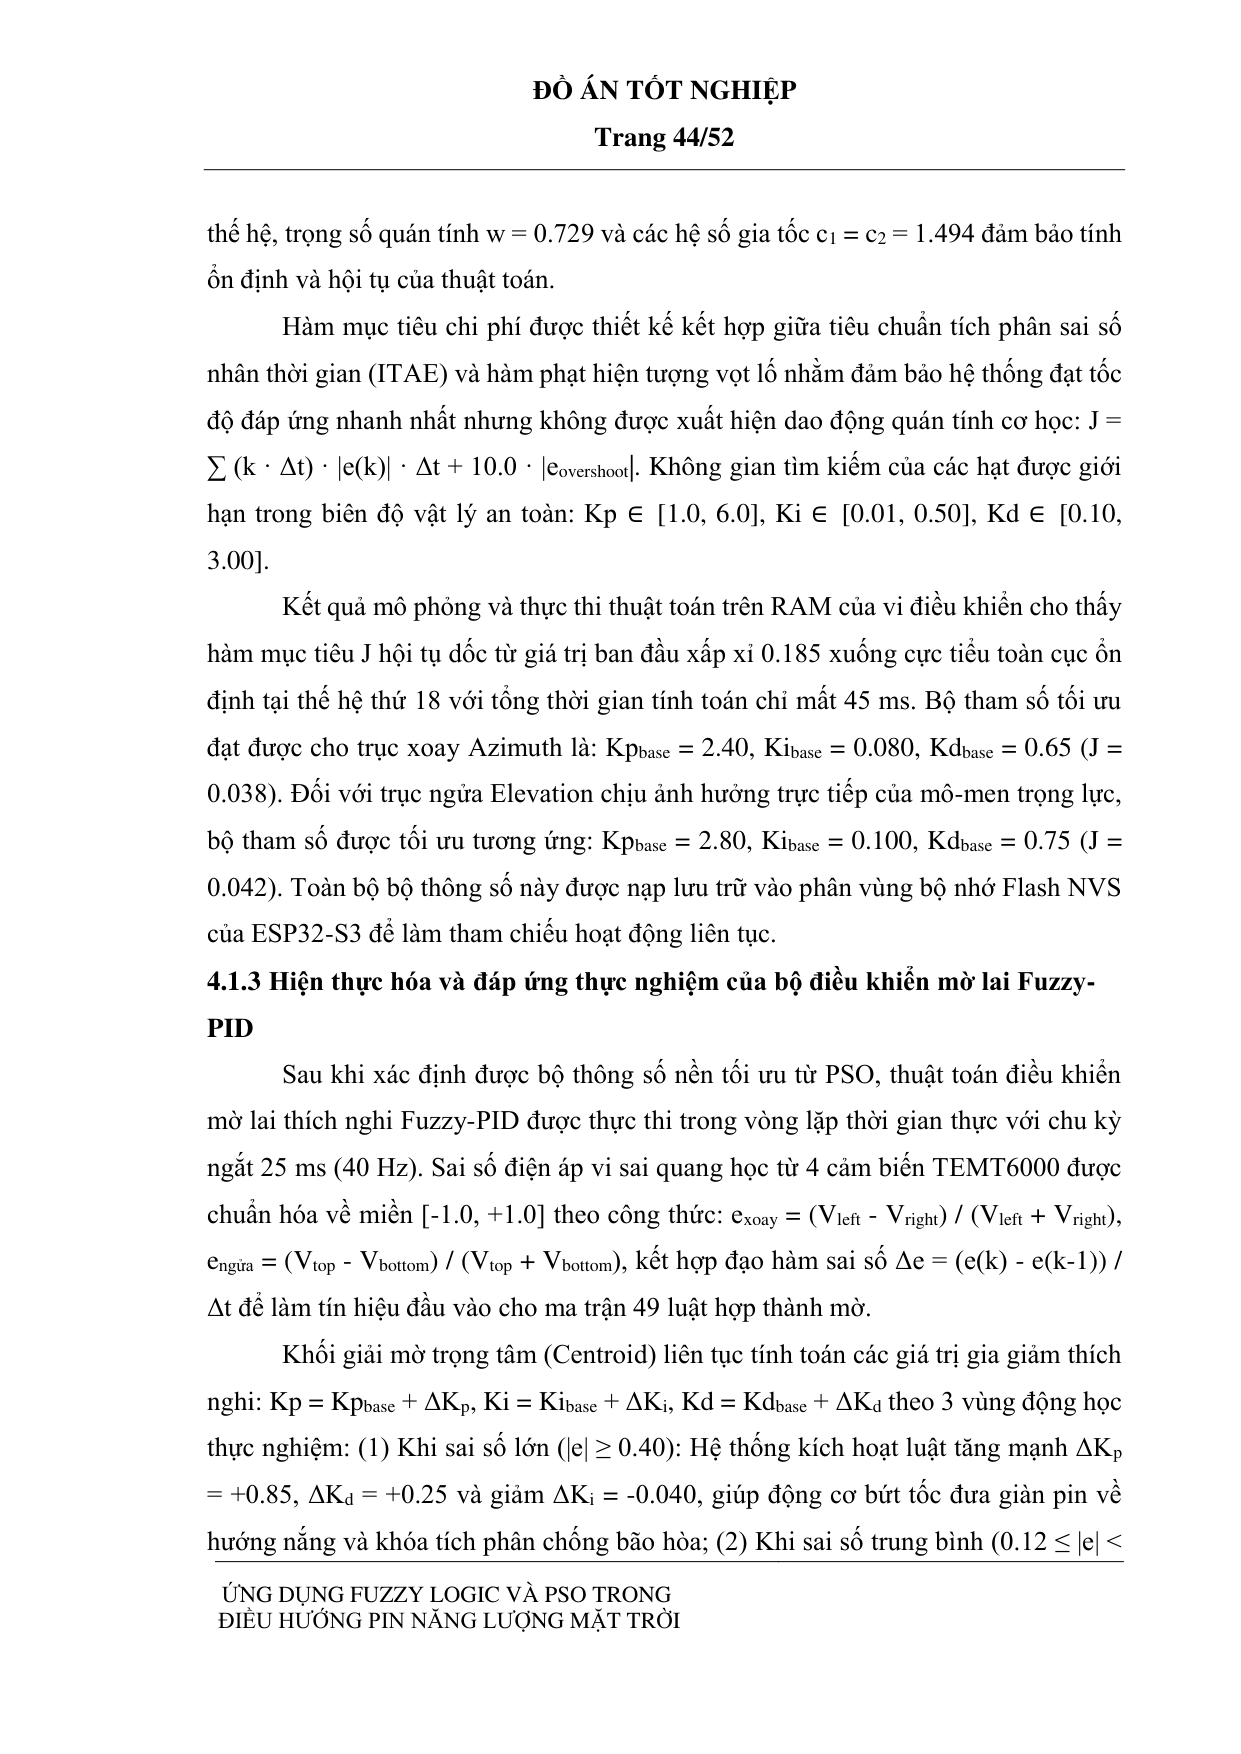 ĐỒ ÁN TỐT NGHIỆP
Trang 44/52
thế hệ, trọng số quán tính w = 0.729 và các hệ số gia tốc c₁ = c₂ = 1.494 đảm bảo tính
ổn định và hội tụ của thuật toán.
Hàm mục tiêu chi phí được thiết kế kết hợp giữa tiêu chuẩn tích phân sai số
nhân thời gian (ITAE) và hàm phạt hiện tượng vọt lố nhằm đảm bảo hệ thống đạt tốc
độ đáp ứng nhanh nhất nhưng không được xuất hiện dao động quán tính cơ học: J =
∑ (k · Δt) · |e(k)| · Δt + 10.0 · |eovershoot|. Không gian tìm kiếm của các hạt được giới
hạn trong biên độ vật lý an toàn: Kp ∈ [1.0, 6.0], Ki ∈ [0.01, 0.50], Kd ∈ [0.10,
3.00].
Kết quả mô phỏng và thực thi thuật toán trên RAM của vi điều khiển cho thấy
hàm mục tiêu J hội tụ dốc từ giá trị ban đầu xấp xỉ 0.185 xuống cực tiểu toàn cục ổn
định tại thế hệ thứ 18 với tổng thời gian tính toán chỉ mất 45 ms. Bộ tham số tối ưu
đạt được cho trục xoay Azimuth là: Kpbase = 2.40, Kibase = 0.080, Kdbase = 0.65 (J =
0.038). Đối với trục ngửa Elevation chịu ảnh hưởng trực tiếp của mô-men trọng lực,
bộ tham số được tối ưu tương ứng: Kpbase = 2.80, Kibase = 0.100, Kdbase = 0.75 (J =
0.042). Toàn bộ bộ thông số này được nạp lưu trữ vào phân vùng bộ nhớ Flash NVS
của ESP32-S3 để làm tham chiếu hoạt động liên tục.
4.1.3 Hiện thực hóa và đáp ứng thực nghiệm của bộ điều khiển mờ lai Fuzzy-
PID
Sau khi xác định được bộ thông số nền tối ưu từ PSO, thuật toán điều khiển
mờ lai thích nghi Fuzzy-PID được thực thi trong vòng lặp thời gian thực với chu kỳ
ngắt 25 ms (40 Hz). Sai số điện áp vi sai quang học từ 4 cảm biến TEMT6000 được
chuẩn hóa về miền [-1.0, +1.0] theo công thức: exoay = (Vleft - Vright) / (Vleft + Vright),
engửa = (Vtop - Vbottom) / (Vtop + Vbottom), kết hợp đạo hàm sai số Δe = (e(k) - e(k-1)) /
Δt để làm tín hiệu đầu vào cho ma trận 49 luật hợp thành mờ.
Khối giải mờ trọng tâm (Centroid) liên tục tính toán các giá trị gia giảm thích
nghi: Kp = Kpbase + ΔKp, Ki = Kibase + ΔKi, Kd = Kdbase + ΔKd theo 3 vùng động học
thực nghiệm: (1) Khi sai số lớn (|e| ≥ 0.40): Hệ thống kích hoạt luật tăng mạnh ΔKp
= +0.85, ΔKd = +0.25 và giảm ΔKi = -0.040, giúp động cơ bứt tốc đưa giàn pin về
hướng nắng và khóa tích phân chống bão hòa; (2) Khi sai số trung bình (0.12 ≤ |e| <
ỨNG DỤNG FUZZY LOGIC VÀ PSO TRONG
ĐIỀU HƯỚNG PIN NĂNG LƯỢNG MẶT TRỜI